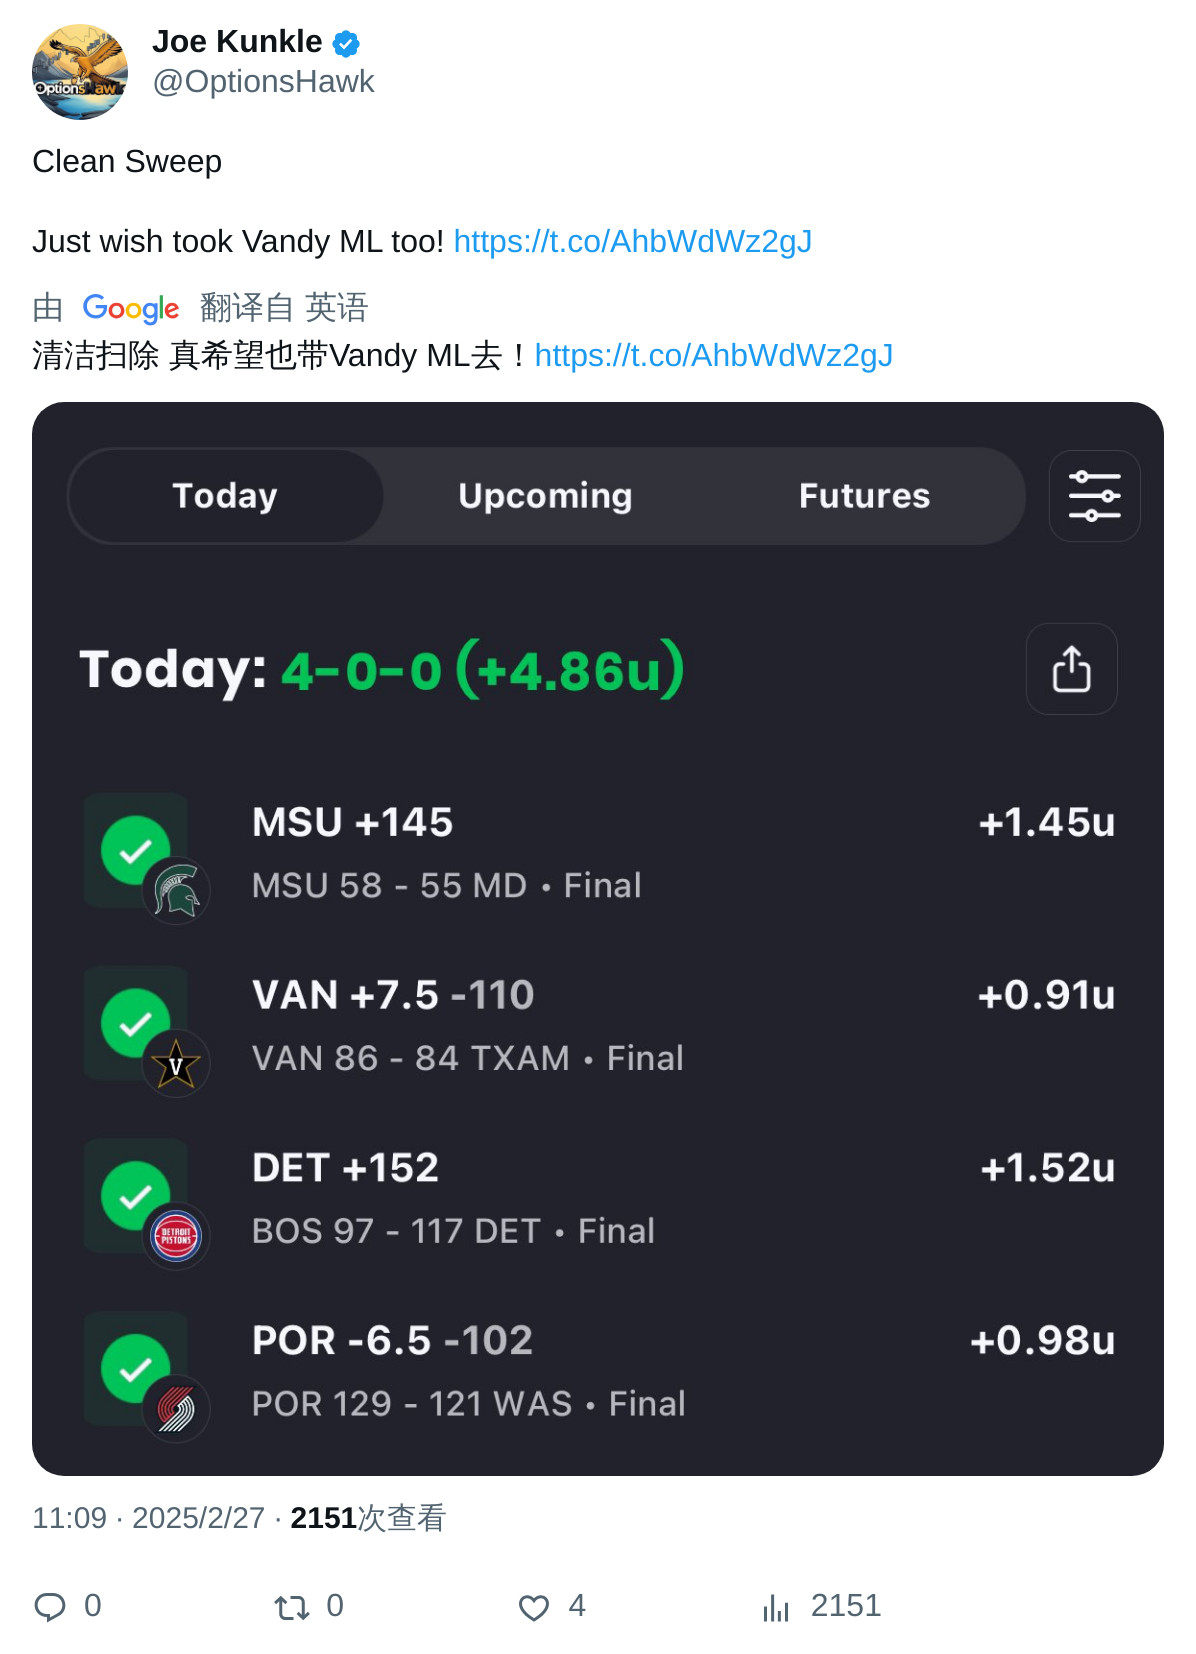 Joe Kunkle
@OptionsHawk
OptionsHawk
Clean Sweep
Just wish took Vandy ML too! https://t.co/AhbWdWz2gJ
由 Google 翻译自 英语
清洁扫除 真希望也带Vandy ML去！https://t.co/AhbWdWz2gJ
Today Upcoming Futures
Today: 4-0-0 (+4.86u)
MSU +145 +1.45u
MSU 58 - 55 MD • Final
VAN +7.5 -110 +0.91u
V
VAN 86 - 84 TXAM • Final
DET +152 +1.52u
DETROIT
PISTONS
BOS 97 - 117 DET • Final
POR -6.5 -102 +0.98u
POR 129 - 121 WAS • Final
11:09 · 2025/2/27 · 2151次查看
0 0 4 2151